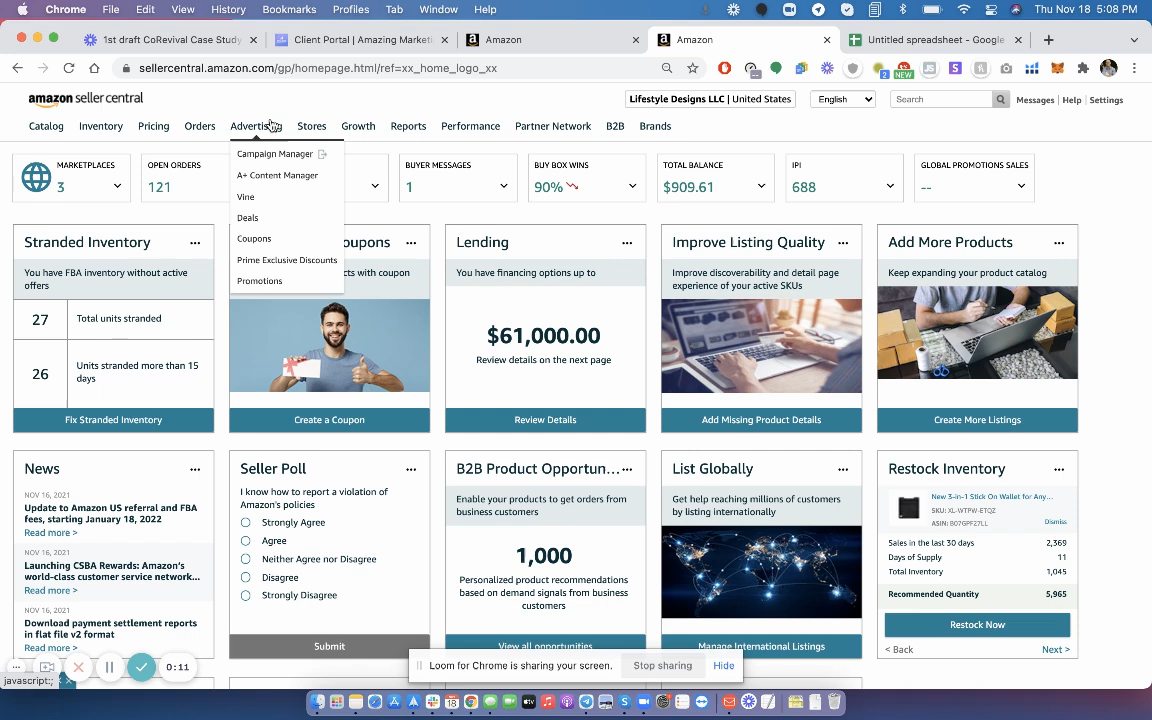 Chrome File Edit View History Bookmarks Profiles Tab Window Help Thu Nov 18 5:08 PM
1st draft CoRevival Case Study Client Portal | Amazing Marketi Amazon Amazon Untitled spreadsheet - Google
sellercentral.amazon.com/gp/homepage.html/ref=xx_home_logo_xx
2 NEW JS S
amazon seller central Lifestyle Designs LLC | United States English Search Messages | Help | Settings
Catalog Inventory Pricing Orders Advertising Stores Growth Reports Performance Partner Network B2B Brands
Campaign Manager
A+ Content Manager
Vine
Deals
Coupons
Prime Exclusive Discounts
Promotions
MARKETPLACES
3
OPEN ORDERS
121
BUYER MESSAGES
1
BUY BOX WINS
90%
TOTAL BALANCE
$909.61
IPI
688
GLOBAL PROMOTIONS SALES
--
Stranded Inventory
You have FBA inventory without active
offers
27 Total units stranded
26 Units stranded more than 15
days
Fix Stranded Inventory
oupons
cts with coupon
Create a Coupon
Lending
You have financing options up to
$61,000.00
Review details on the next page
Review Details
Improve Listing Quality
Improve discoverability and detail page
experience of your active SKUs
Add Missing Product Details
Add More Products
Keep expanding your product catalog
Create More Listings
News
NOV 16, 2021
Update to Amazon US referral and FBA
fees, starting January 18, 2022
Read more >
NOV 16, 2021
Launching CSBA Rewards: Amazon's
world-class customer service network...
Read more >
NOV 16, 2021
Download payment settlement reports
in flat file v2 format
Read more >
Seller Poll
I know how to report a violation of
Amazon's policies
Strongly Agree
Agree
Neither Agree nor Disagree
Disagree
Strongly Disagree
Submit
B2B Product Opportun...
Enable your products to get orders from
business customers
1,000
Personalized product recommendations
based on demand signals from business
customers
View all opportunities
List Globally
Get help reaching millions of customers
by listing internationally
Manage International Listings
Restock Inventory
New 3-in-1 Stick On Wallet for Any...
SKU: XL-WTPW-ETQZ
ASIN: B07GPF27LL Dismiss
Sales in the last 30 days 2,369
Days of Supply 11
Total Inventory 1,045
Recommended Quantity 5,965
Restock Now
< Back Next >
0:11
javascript:;
Loom for Chrome is sharing your screen. Stop sharing Hide
18